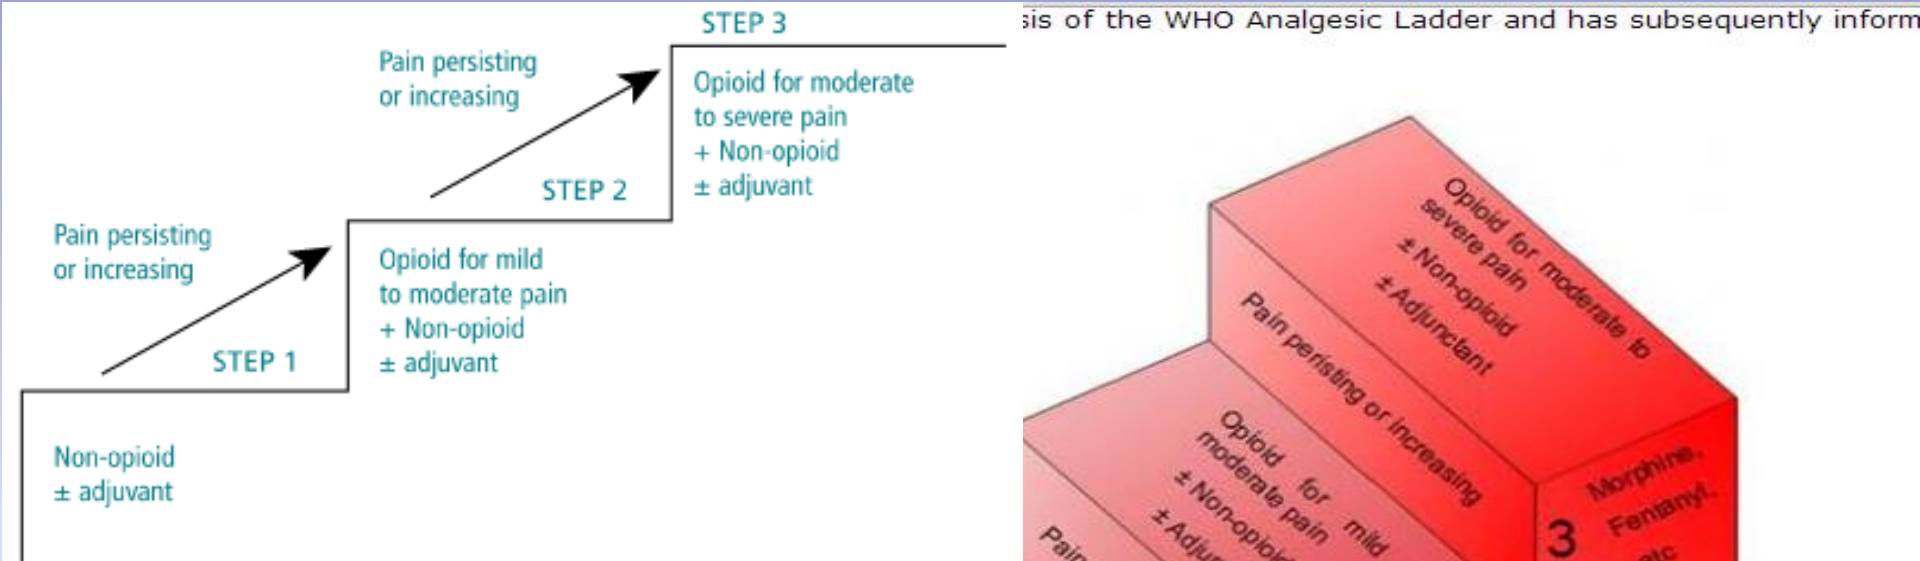 STEP 3
Pain persisting
or increasing
Opioid for moderate
to severe pain
+ Non-opioid
± adjuvant
STEP 2
Pain persisting
or increasing
Opioid for mild
to moderate pain
+ Non-opioid
± adjuvant
STEP 1
Non-opioid
± adjuvant
of the WHO Analgesic Ladder and has subsequently
Opioid for moderate to
severe pain
± Non-opioid
± Adjunctant
Pain peristing or increasing
Morphine,
Fentanyl,
etc
3
Opioid for mild
moderate pain
± Non-opioid
Pain